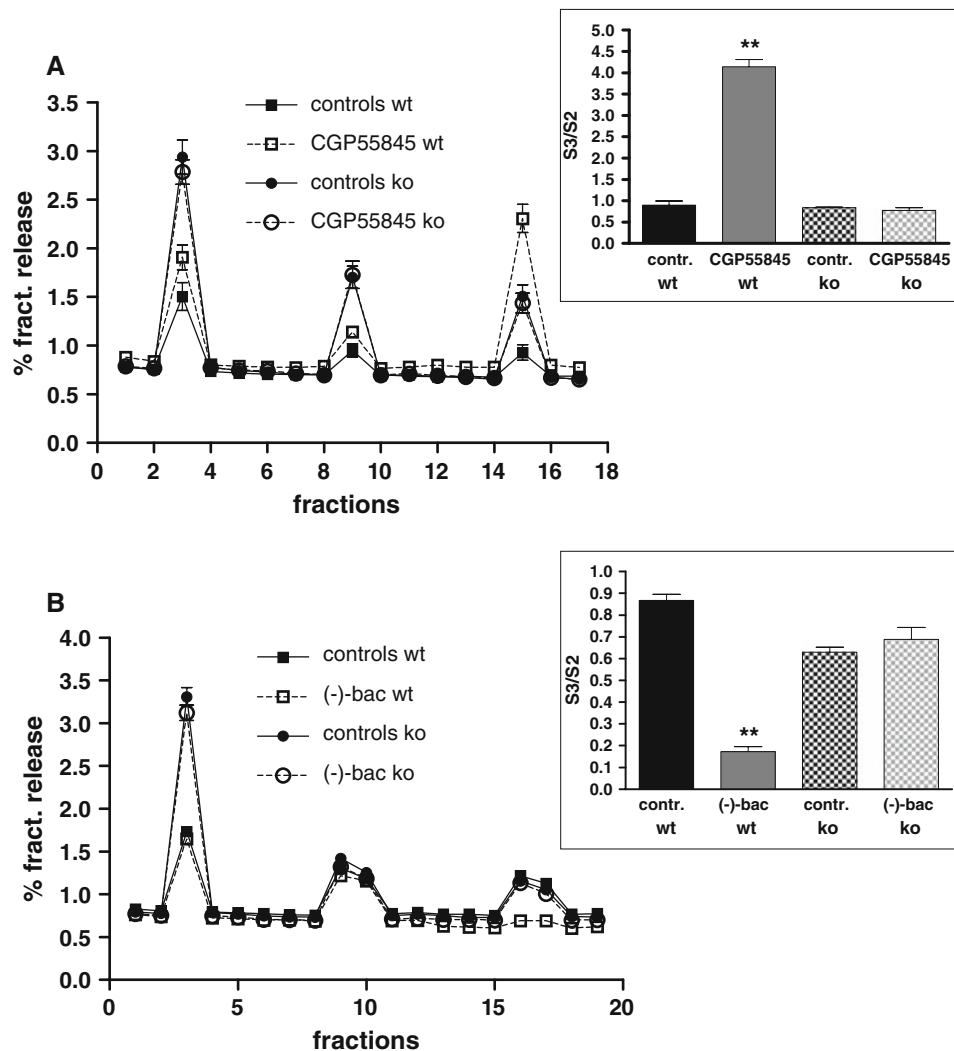 A
3.5
3.0
2.5
2.0
1.5
1.0
0.5
0.0
% fract. release
0 2 4 6 8 10 12 14 16 18
fractions
controls wt
CGP55845 wt
controls ko
CGP55845 ko
5.0
4.5
4.0
3.5
3.0
2.5
2.0
1.5
1.0
0.5
0.0
S3/S2
**
contr. CGP55845 contr. CGP55845
wt wt ko ko
B
4.0
3.5
3.0
2.5
2.0
1.5
1.0
0.5
0.0
% fract. release
0 5 10 15 20
fractions
controls wt
(-)-bac wt
controls ko
(-)-bac ko
1.0
0.9
0.8
0.7
0.6
0.5
0.4
0.3
0.2
0.1
0.0
S3/S2
**
contr. (-)-bac contr. (-)-bac
wt wt ko ko